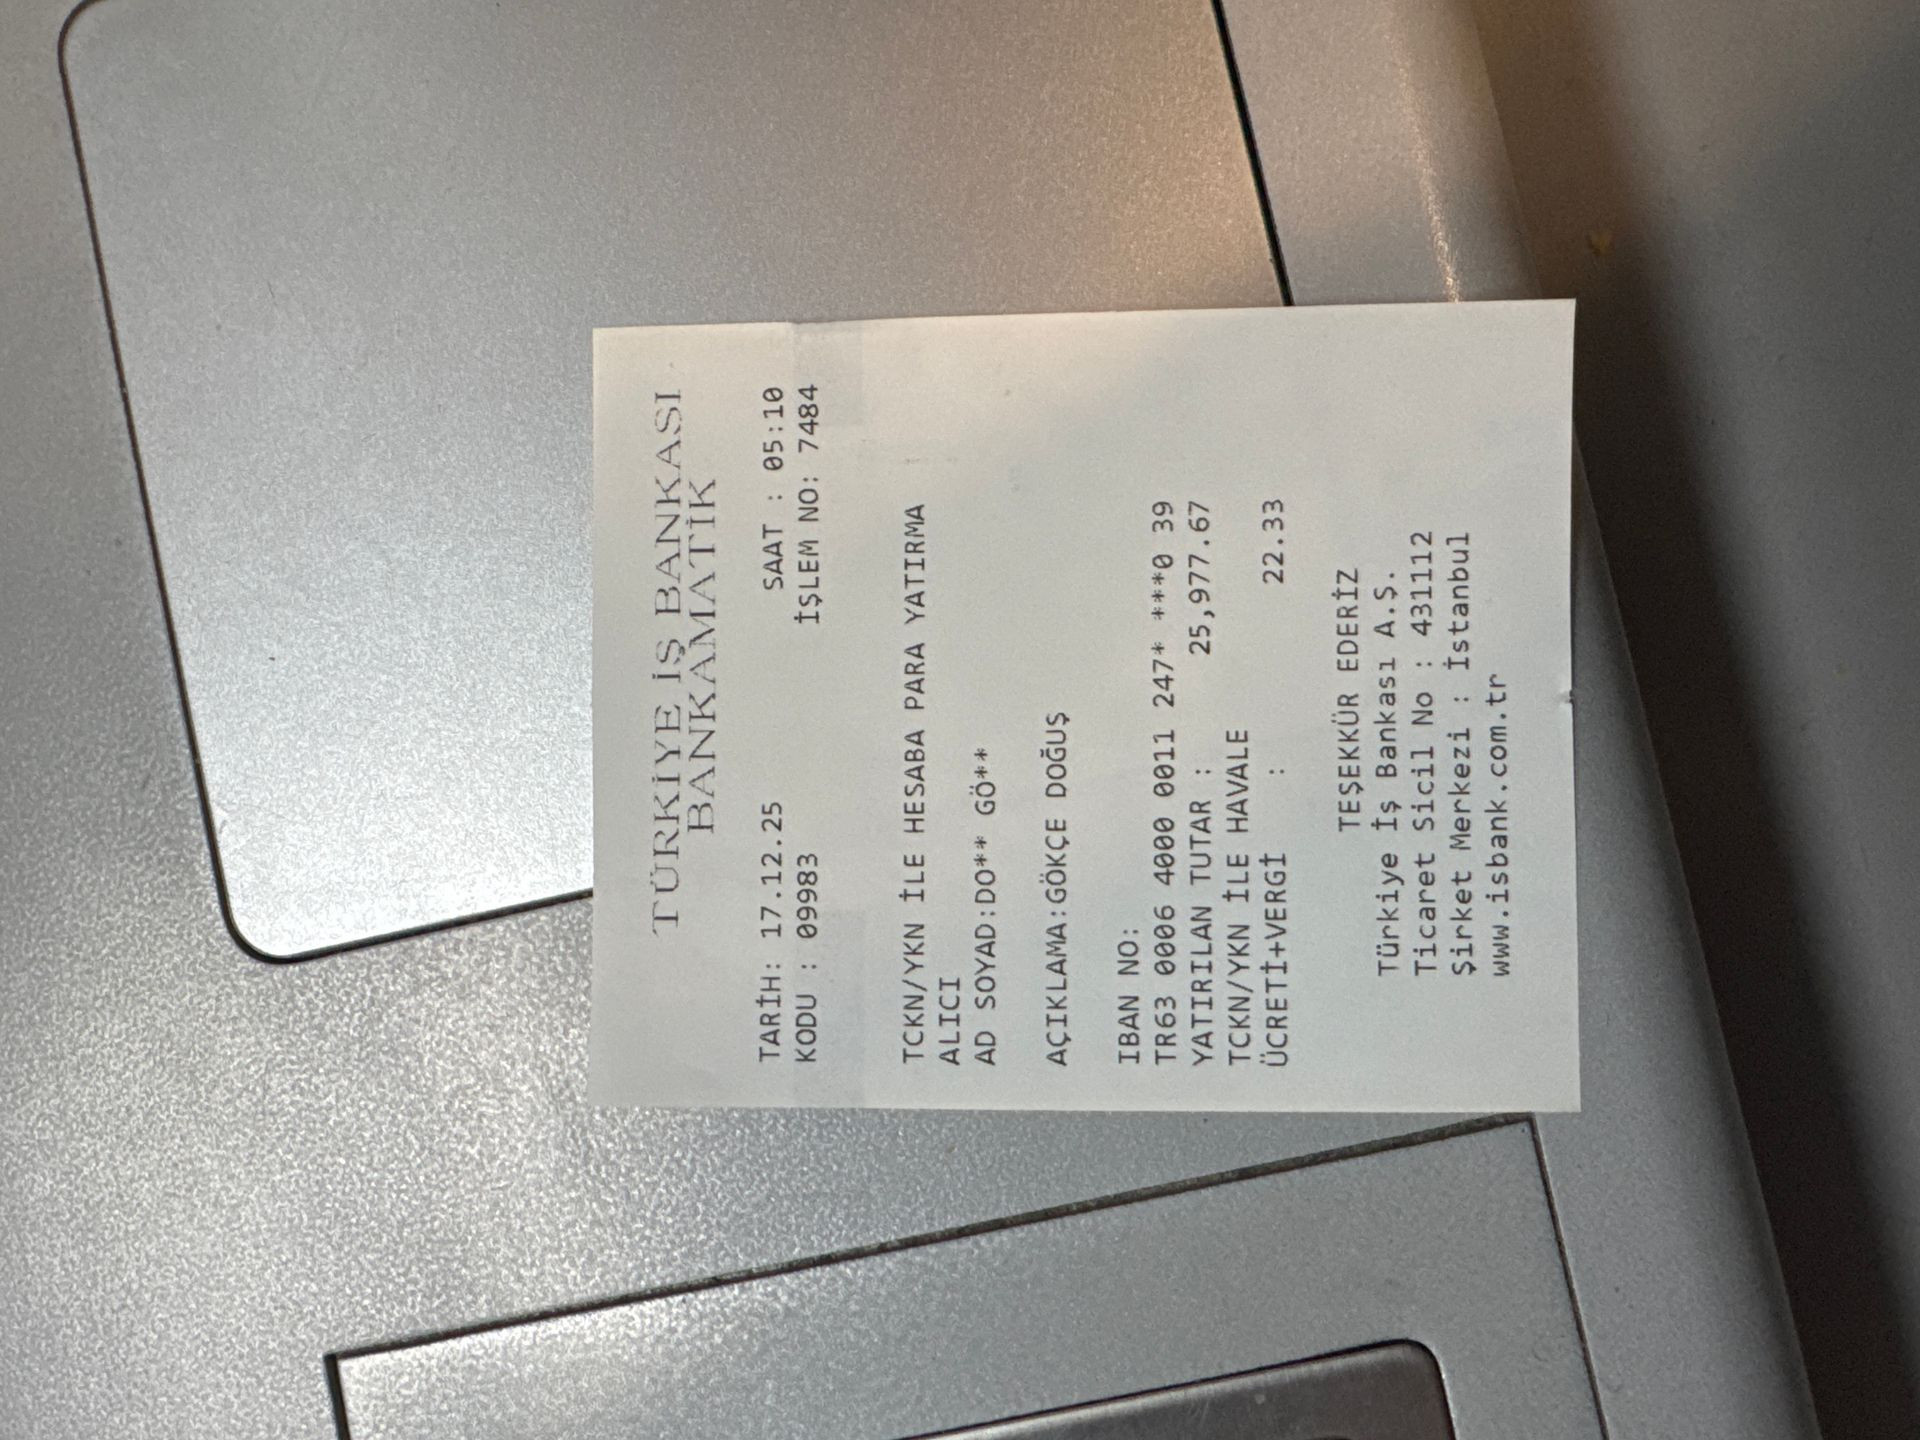 TÜRKİYE İŞ BANKASI
BANKAMATİK
TARİH: 17.12.25 SAAT : 05:10
KODU : 09983 İŞLEM NO: 7484
TCKN/YKN İLE HESABA PARA YATIRMA
ALICI
AD SOYAD:DO** GÖ**
AÇIKLAMA:GÖKÇE DOĞUŞ
IBAN NO:
TR63 0006 4000 0011 247* ***0 39
YATIRILAN TUTAR : 25,977.67
TCKN/YKN İLE HAVALE
ÜCRETİ+VERGİ : 22.33
TEŞEKKÜR EDERİZ
Türkiye İş Bankası A.Ş.
Ticaret Sicil No : 431112
Şirket Merkezi : İstanbul
www.isbank.com.tr